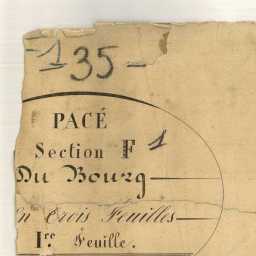 -135-
PACÉ
Section F 1
Du Bourg
En trois Feuilles
1re Feuille.